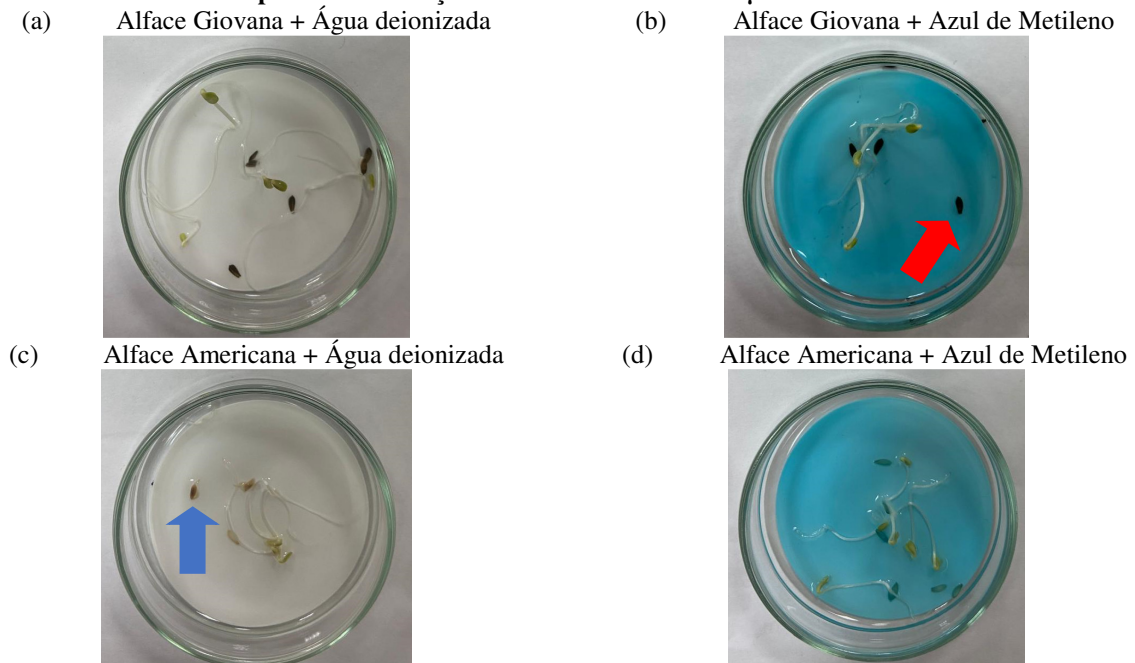 (a) Alface Giovana + Água deionizada
(b) Alface Giovana + Azul de Metileno
(c) Alface Americana + Água deionizada
(d) Alface Americana + Azul de Metileno